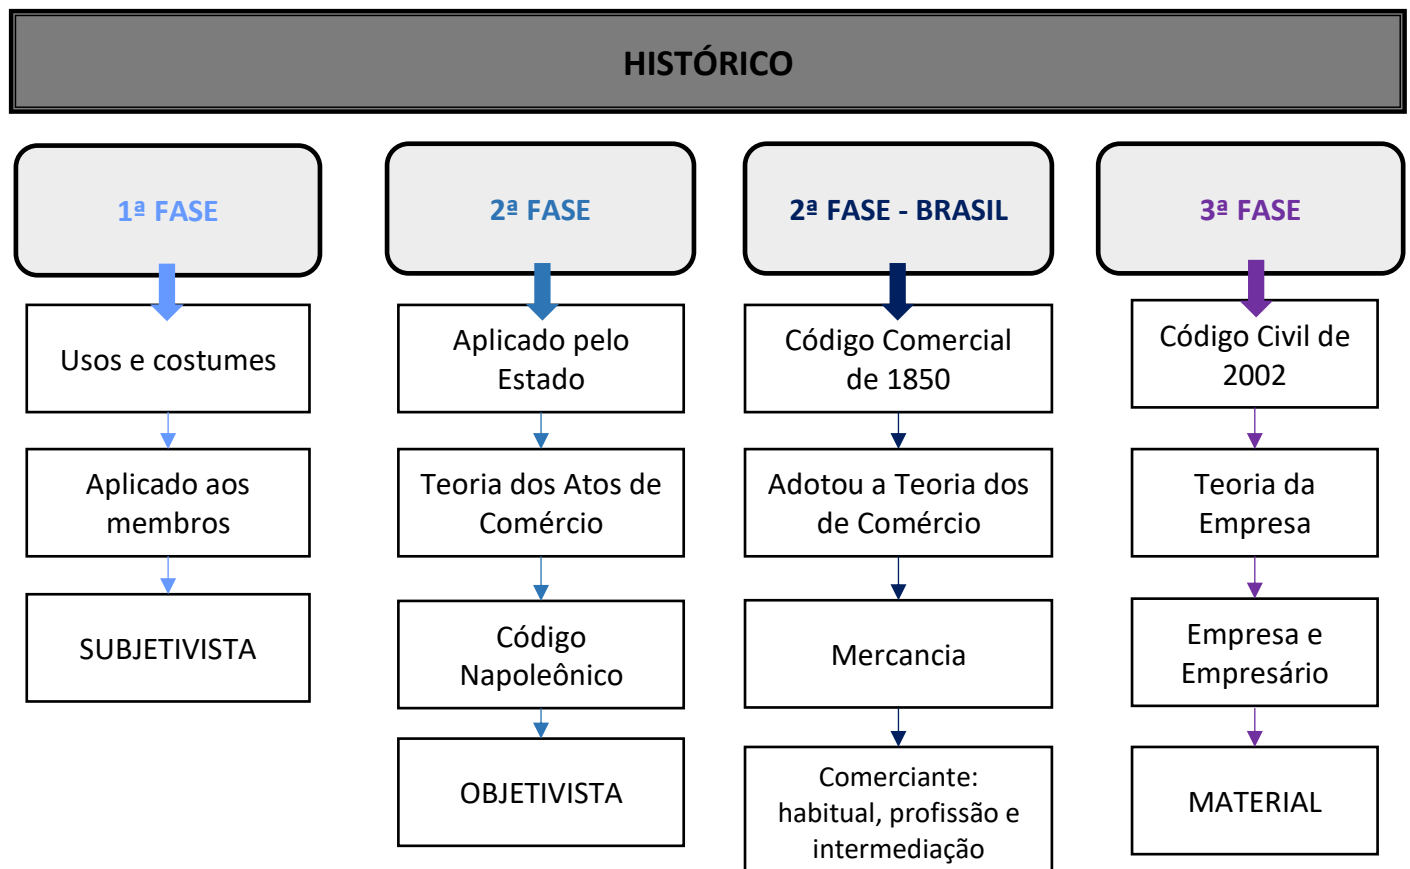 HISTÓRICO
1ª FASE
Usos e costumes
Aplicado aos
membros
SUBJETIVISTA
2ª FASE
Aplicado pelo
Estado
Teoria dos Atos de
Comércio
Código
Napoleônico
OBJETIVISTA
2ª FASE - BRASIL
Código Comercial
de 1850
Adotou a Teoria dos
de Comércio
Mercancia
Comerciante:
habitual, profissão e
intermediação
3ª FASE
Código Civil de
2002
Teoria da
Empresa
Empresa e
Empresário
MATERIAL